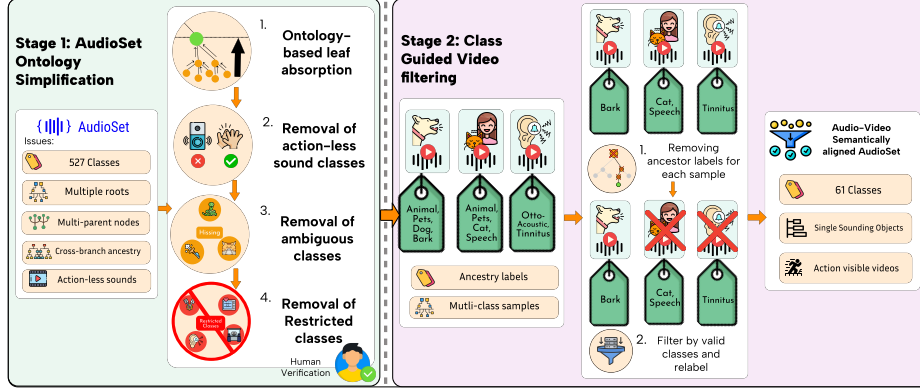 Stage 1: AudioSet
Ontology
Simplification
{ } AudioSet
Issues:
527 Classes
Multiple roots
Multi-parent nodes
Cross-branch ancestry
Action-less sounds
1.
Ontology-
based leaf
absorption
2.
Removal of
action-less
sound classes
3.
Removal of
ambiguous
classes
Hissing
4.
Removal of
Restricted
classes
Restricted
Classes
Human
Verification
Stage 2: Class
Guided Video
filtering
Animal,
Pets,
Dog,
Bark
Animal,
Pets,
Cat,
Speech
Otto-
Acoustic,
Tinnitus
Ancestry labels
Mutli-class samples
Bark
Cat,
Speech
Tinnitus
1.
Removing
ancestor labels for
each sample
Bark
Cat,
Speech
Tinnitus
2.
Filter by valid
classes and
relabel
Audio-Video
Semantically
aligned AudioSet
61 Classes
Single Sounding Objects
Action visible videos